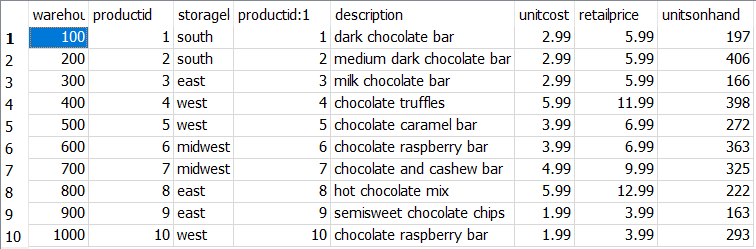 warehou productid storagel productid:1 description unitcost retailprice unitsonhand
1 100 1 south 1 dark chocolate bar 2.99 5.99 197
2 200 2 south 2 medium dark chocolate bar 2.99 5.99 406
3 300 3 east 3 milk chocolate bar 2.99 5.99 166
4 400 4 west 4 chocolate truffles 5.99 11.99 398
5 500 5 west 5 chocolate caramel bar 3.99 6.99 272
6 600 6 midwest 6 chocolate raspberry bar 3.99 6.99 363
7 700 7 midwest 7 chocolate and cashew bar 4.99 9.99 325
8 800 8 east 8 hot chocolate mix 5.99 12.99 222
9 900 9 east 9 semisweet chocolate chips 1.99 3.99 163
10 1000 10 west 10 chocolate raspberry bar 1.99 3.99 293